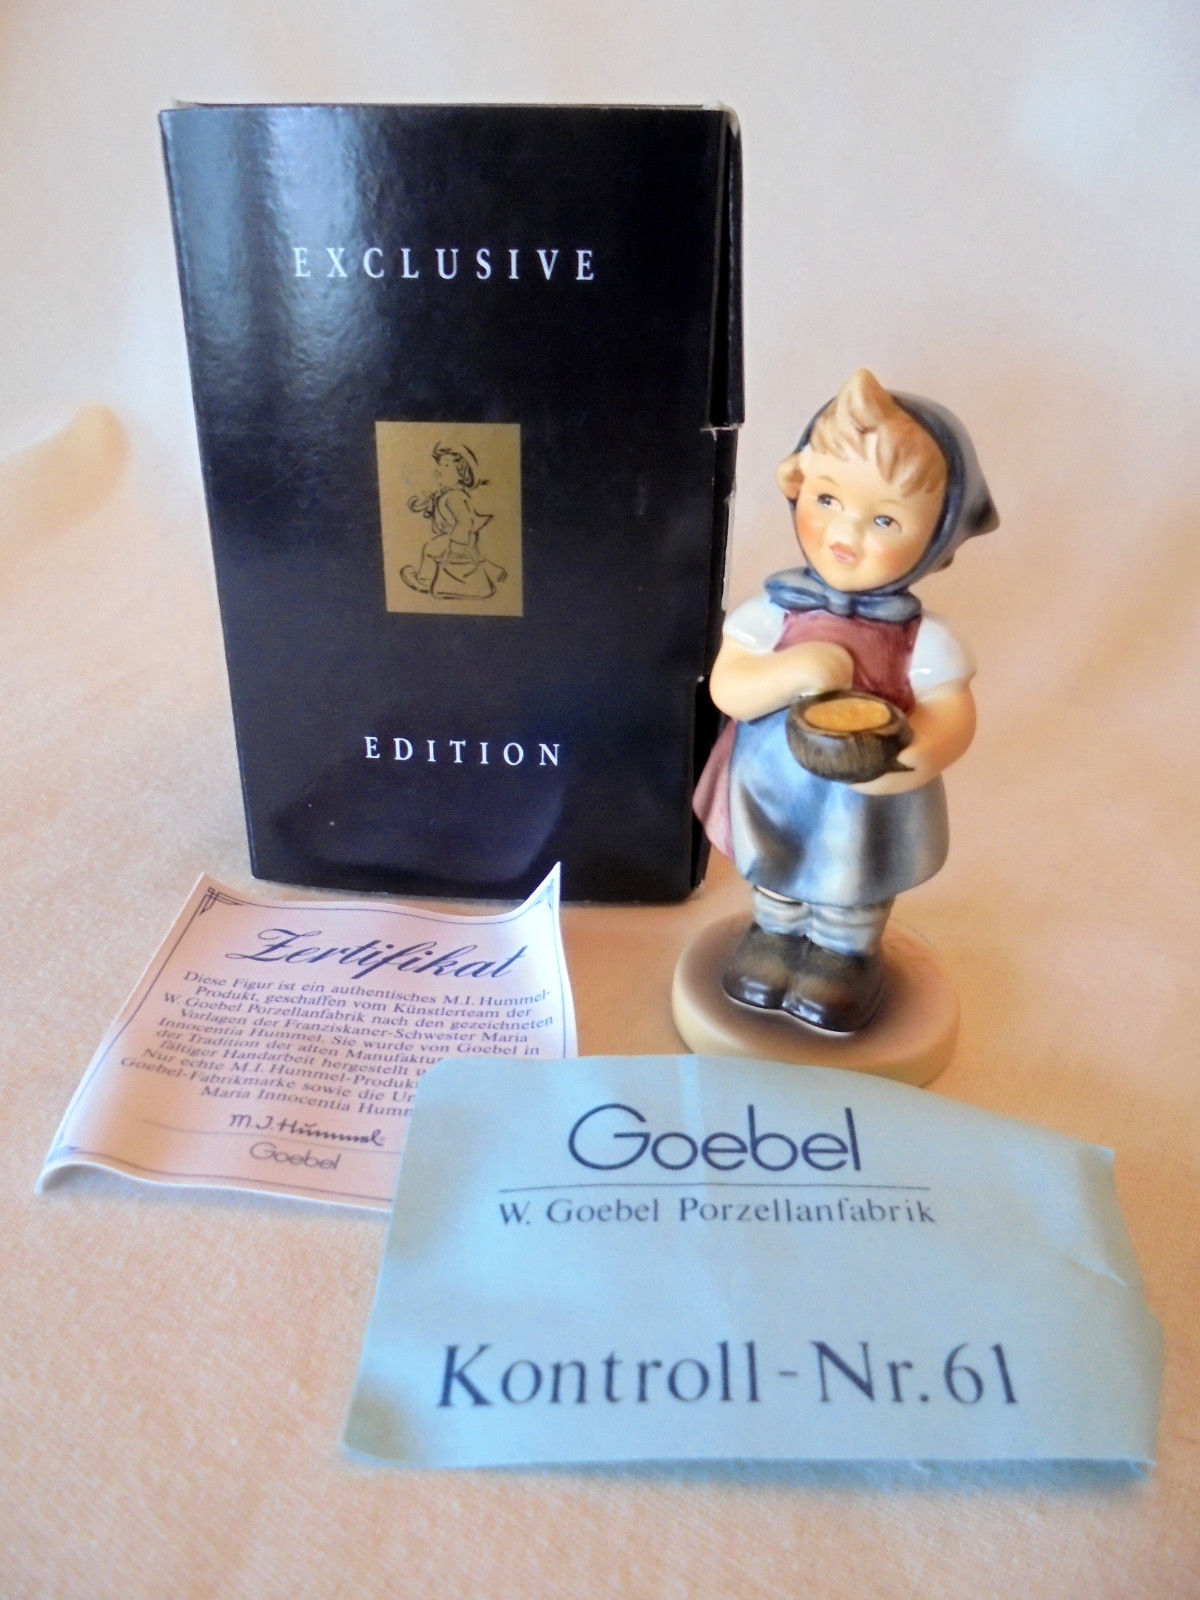 EXCLUSIVE
EDITION
Zertifikat
Diese Figur ist ein authentisches M.I. Hummel-
Produkt, geschaffen vom Künstlerteam der
W. Goebel Porzellanfabrik nach den gezeichneten
Vorlagen der Franziskaner-Schwester Maria
Innocentia Hummel. Sie wurde von Goebel in
der Tradition der alten Manufaktur
fältiger Handarbeit hergestellt
Nur echte M.I. Hummel-Produk
Goebel-Fabrikmarke sowie die
Maria Innocentia Humm
M.I. Hummel
Goebel
Goebel
W. Goebel Porzellanfabrik
Kontroll-Nr. 61